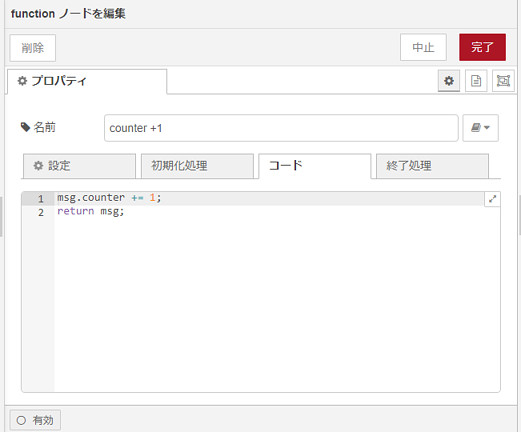 function ノードを編集
削除 中止 完了
プロパティ
名前 counter +1
設定 初期化処理 コード 終了処理
1 msg.counter += 1;
2 return msg;
有効